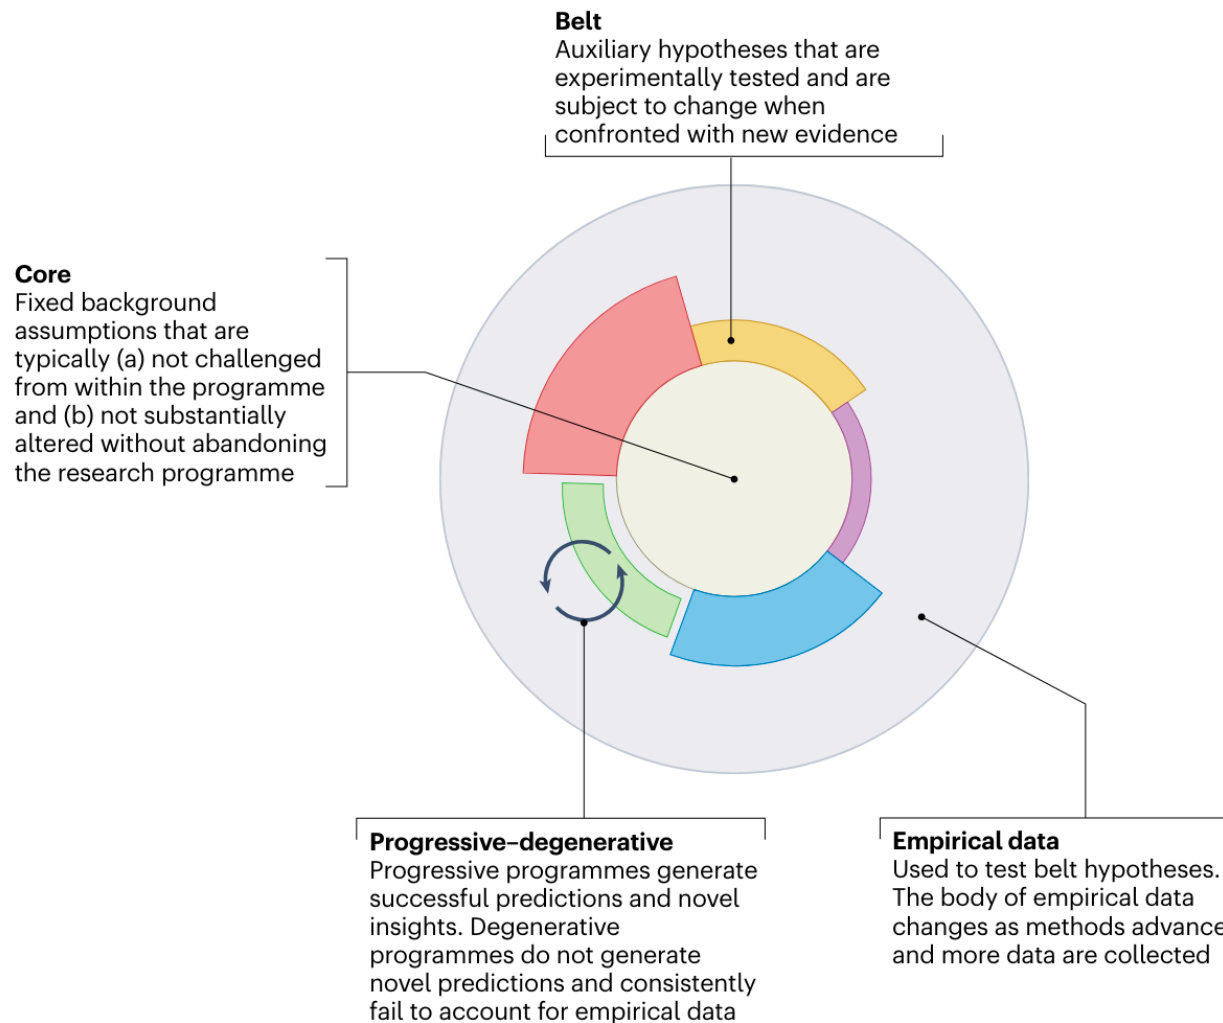 Belt
Auxiliary hypotheses that are
experimentally tested and are
subject to change when
confronted with new evidence
Core
Fixed background
assumptions that are
typically (a) not challenged
from within the programme
and (b) not substantially
altered without abandoning
the research programme
Progressive–degenerative
Progressive programmes generate
successful predictions and novel
insights. Degenerative
programmes do not generate
novel predictions and consistently
fail to account for empirical data
Empirical data
Used to test belt hypotheses.
The body of empirical data
changes as methods advance
and more data are collected